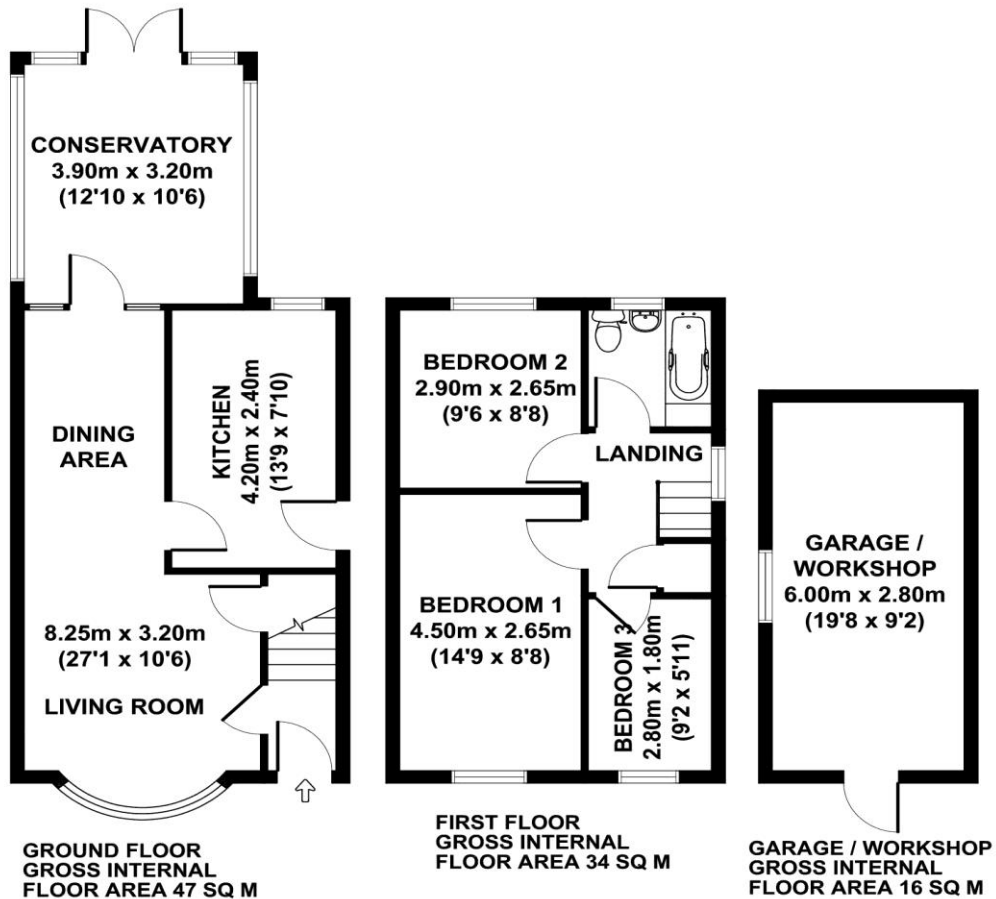 CONSERVATORY
3.90m x 3.20m
(12'10 x 10'6)
DINING
AREA
KITCHEN
4.20m x 2.40m
(13'9 x 7'10)
8.25m x 3.20m
(27'1 x 10'6)
LIVING ROOM
GROUND FLOOR
GROSS INTERNAL
FLOOR AREA 47 SQ M
BEDROOM 2
2.90m x 2.65m
(9'6 x 8'8)
LANDING
BEDROOM 1
4.50m x 2.65m
(14'9 x 8'8)
BEDROOM 3
2.80m x 1.80m
(9'2 x 5'11)
FIRST FLOOR
GROSS INTERNAL
FLOOR AREA 34 SQ M
GARAGE /
WORKSHOP
6.00m x 2.80m
(19'8 x 9'2)
GARAGE / WORKSHOP
GROSS INTERNAL
FLOOR AREA 16 SQ M